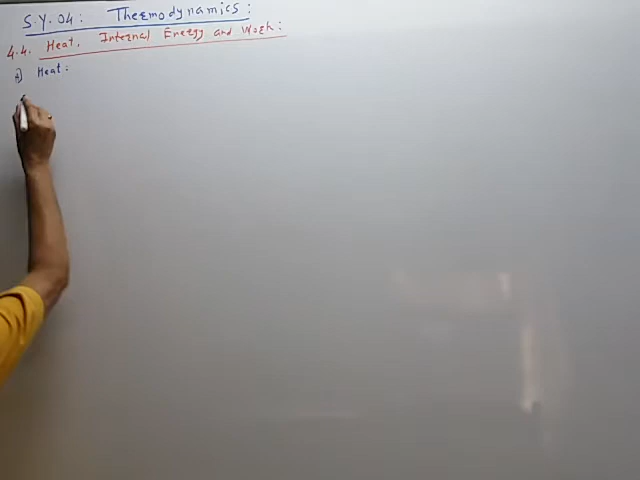 S.Y. 04: Thermodynamics:
4.4. Heat, Internal Energy and Work:
A) Heat: